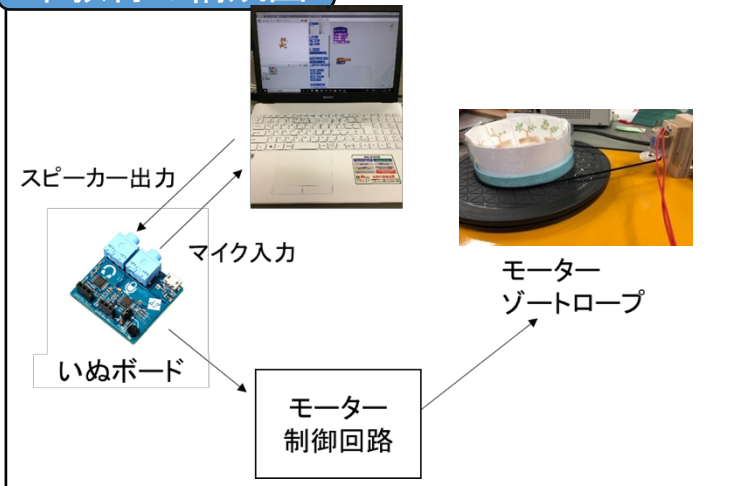 スピーカー出力
マイク入力
いぬボード
モーター
ゾートロープ
モーター
制御回路